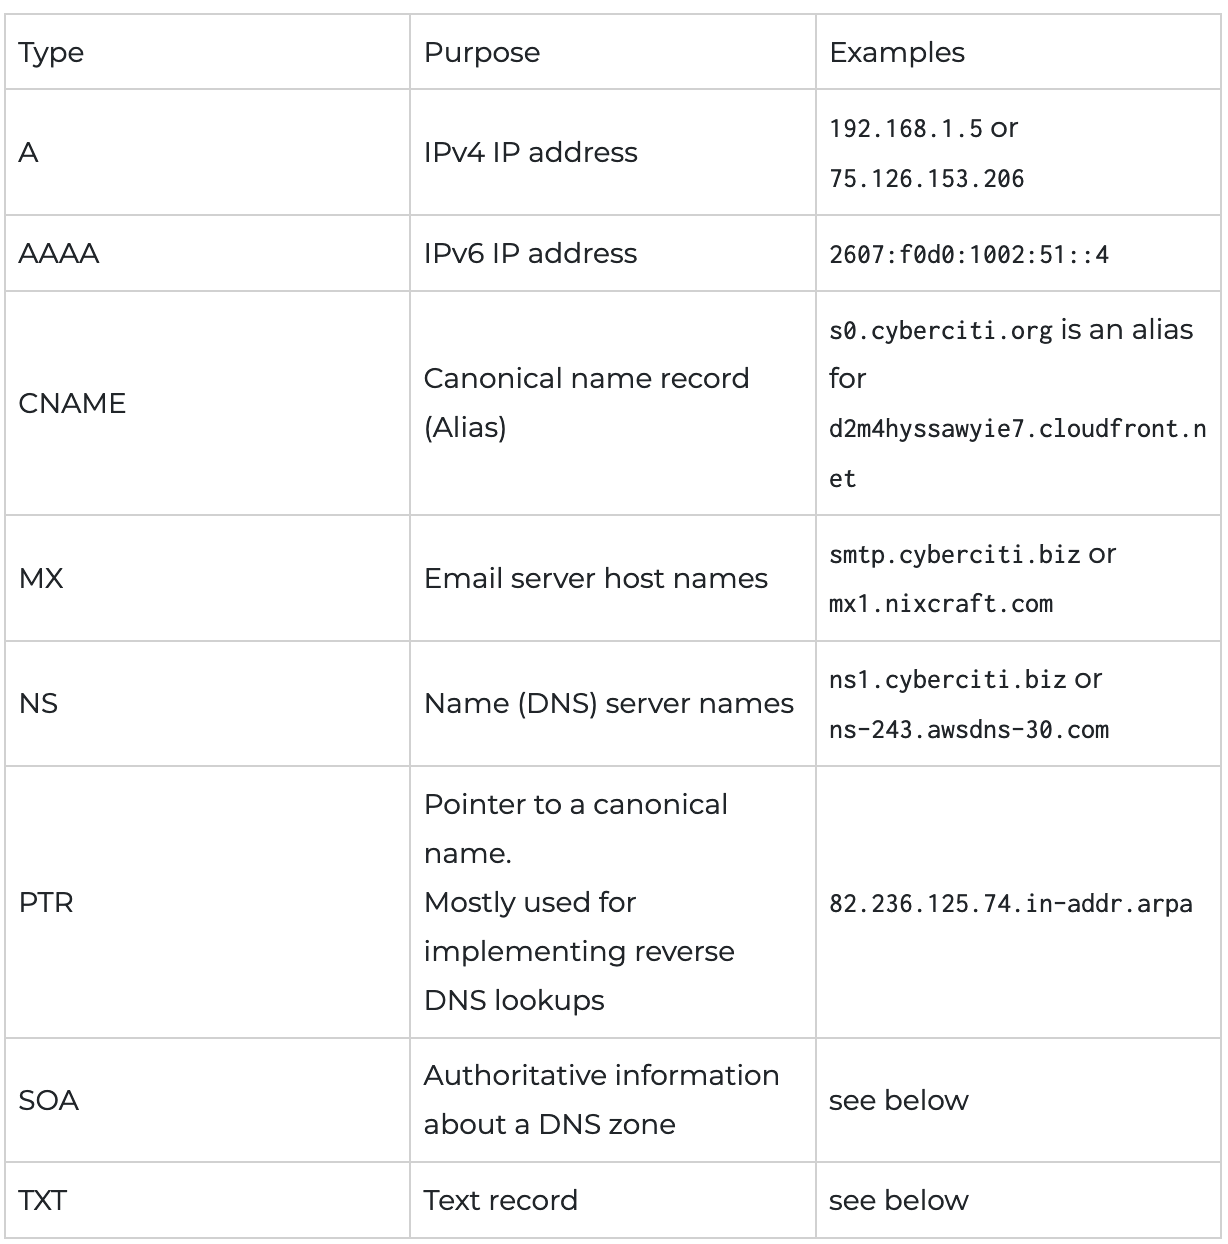 Type Purpose Examples
A IPv4 IP address 192.168.1.5 or
75.126.153.206
AAAA IPv6 IP address 2607:f0d0:1002:51::4
CNAME
Canonical name record
(Alias)
s0.cyberciti.org is an alias
for
d2m4hyssawyie7.cloudfront.n
et
MX
Email server host names
smtp.cyberciti.biz or
mx1.nixcraft.com
NS
Name (DNS) server names
ns1.cyberciti.biz or
ns-243.awsdns-30.com
PTR
Pointer to a canonical
name.
Mostly used for
implementing reverse
DNS lookups
82.236.125.74.in-addr.arpa
SOA
Authoritative information
about a DNS zone
see below
TXT Text record see below